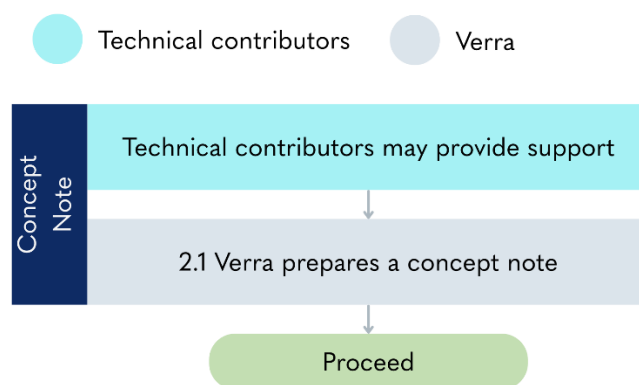 Technical contributors
Verra
Concept
Note
Technical contributors may provide support
2.1 Verra prepares a concept note
Proceed